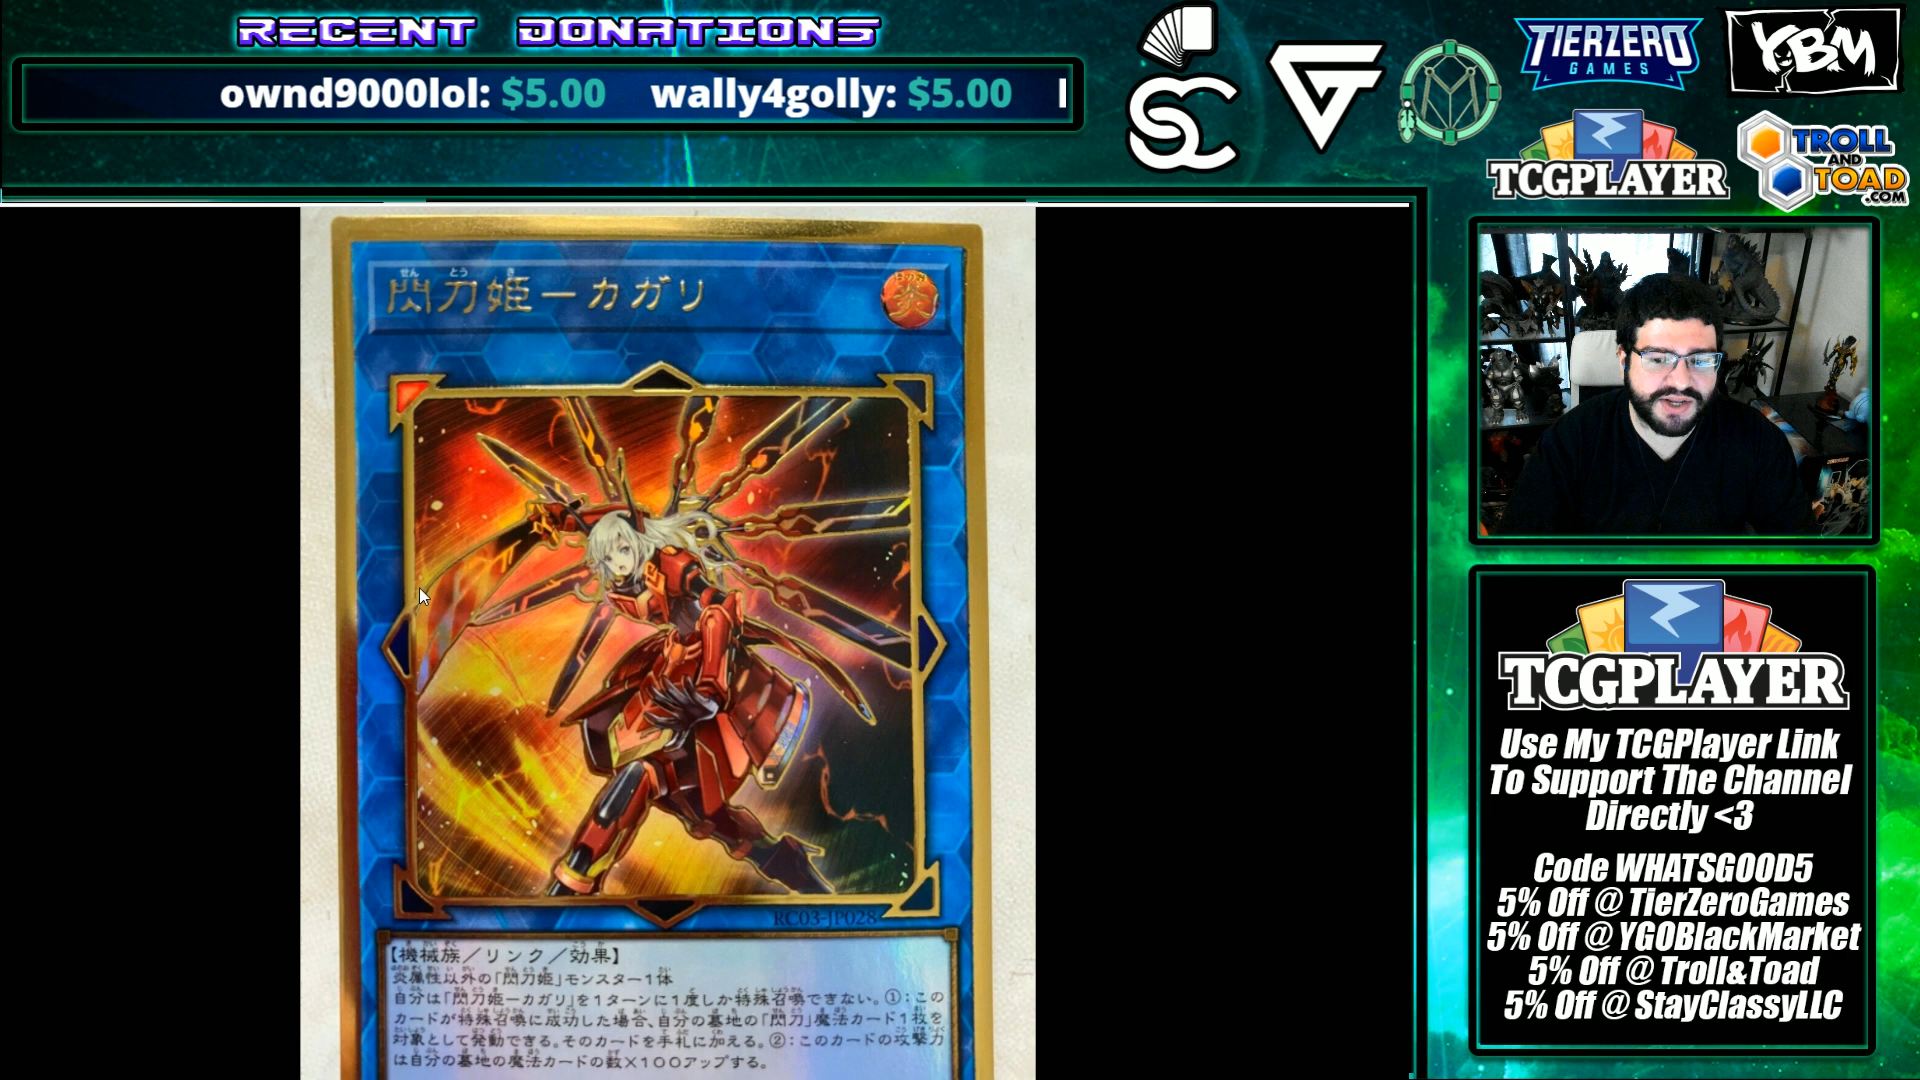 RECENT DONATIONS
ownd9000lol: $5.00 wally4golly: $5.00
SC
GT
TIERZERO
GAMES
YBM
TCGPLAYER
TROLL
AND
TOAD
.COM
せん とう き
閃刀姫ーカガリ
炎
RC03-JP028
【機械族／リンク／効果】
炎属性以外の「閃刀姫」モンスター１体
自分は「閃刀姫ーカガリ」を１ターンに１度しか特殊召喚できない。①：この
カードが特殊召喚に成功した場合、自分の墓地の「閃刀」魔法カード１枚を
対象として発動できる。そのカードを手札に加える。②：このカードの攻撃力
は自分の墓地の魔法カードの数×１００アップする。
TCGPLAYER
Use My TCGPlayer Link
To Support The Channel
Directly <3
Code WHATSGOOD5
5% Off @ TierZeroGames
5% Off @ YGOBlackMarket
5% Off @ Troll&Toad
5% Off @ StayClassyLLC